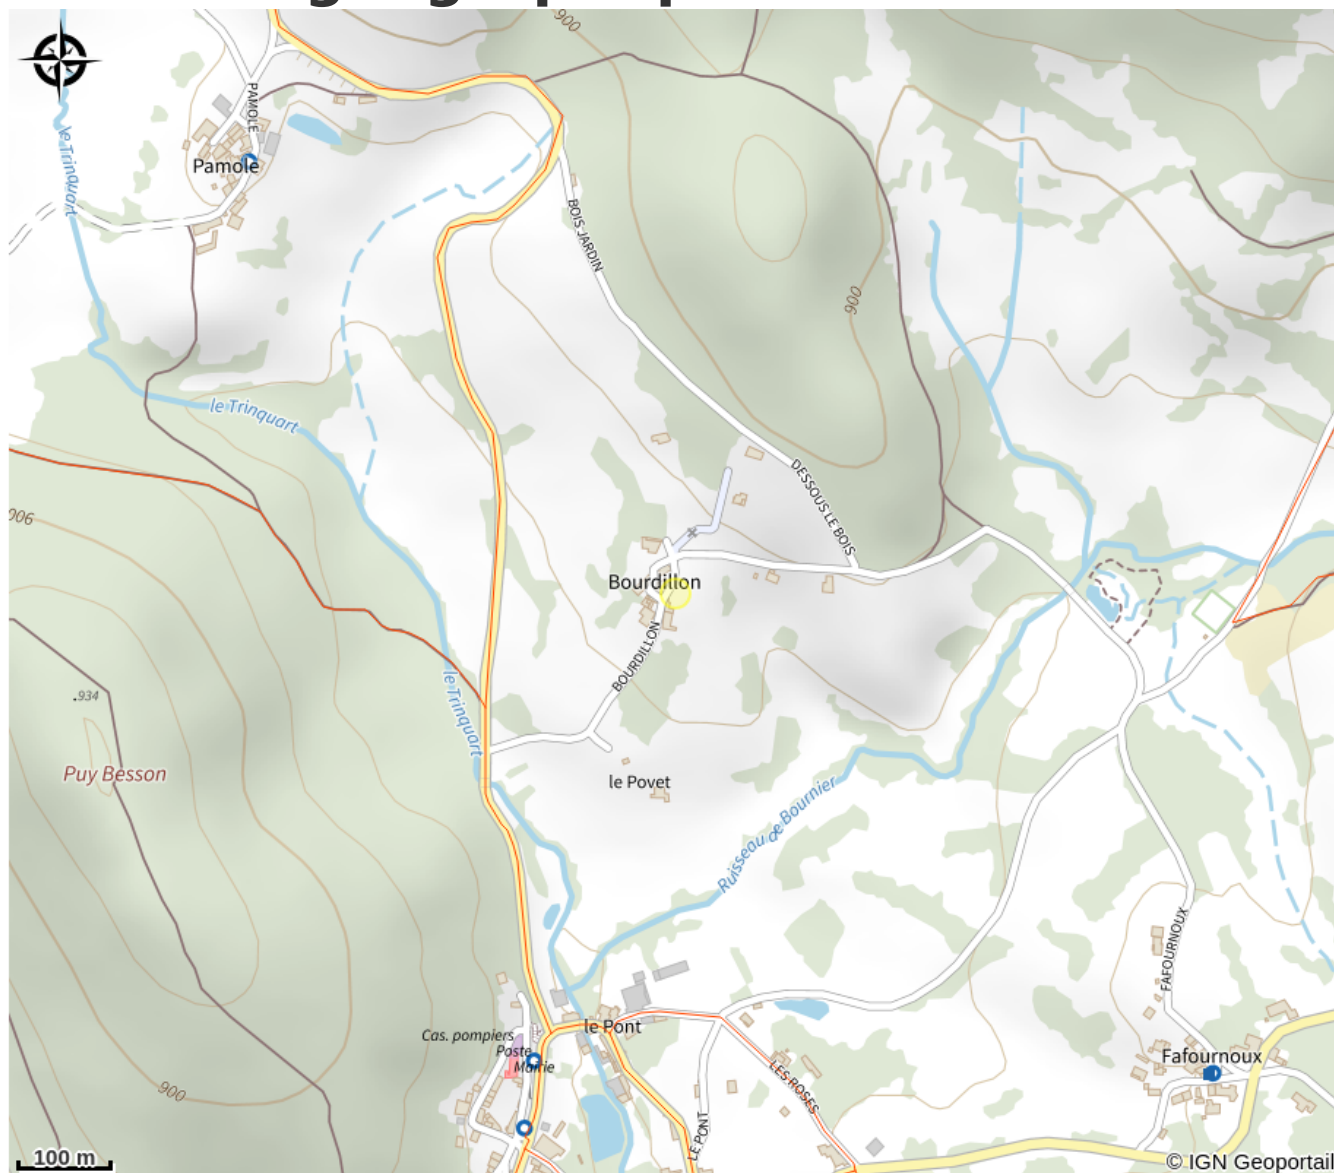 900
PAMOLE
le Trinquart
Pamole
BOIS JARDIN
900
le Trinquart
DESSOUS LE BOIS
906
Bourdillon
BOURDILLON
le Trinquart
.934
Puy Besson
le Povet
Ruisseau de Bournier
FAFOURNOUX
le Pont
Cas. pompiers
Poste
Mairie
Fafournoux
LES ROSES
900
LE PONT
100 m
© IGN Geoportail